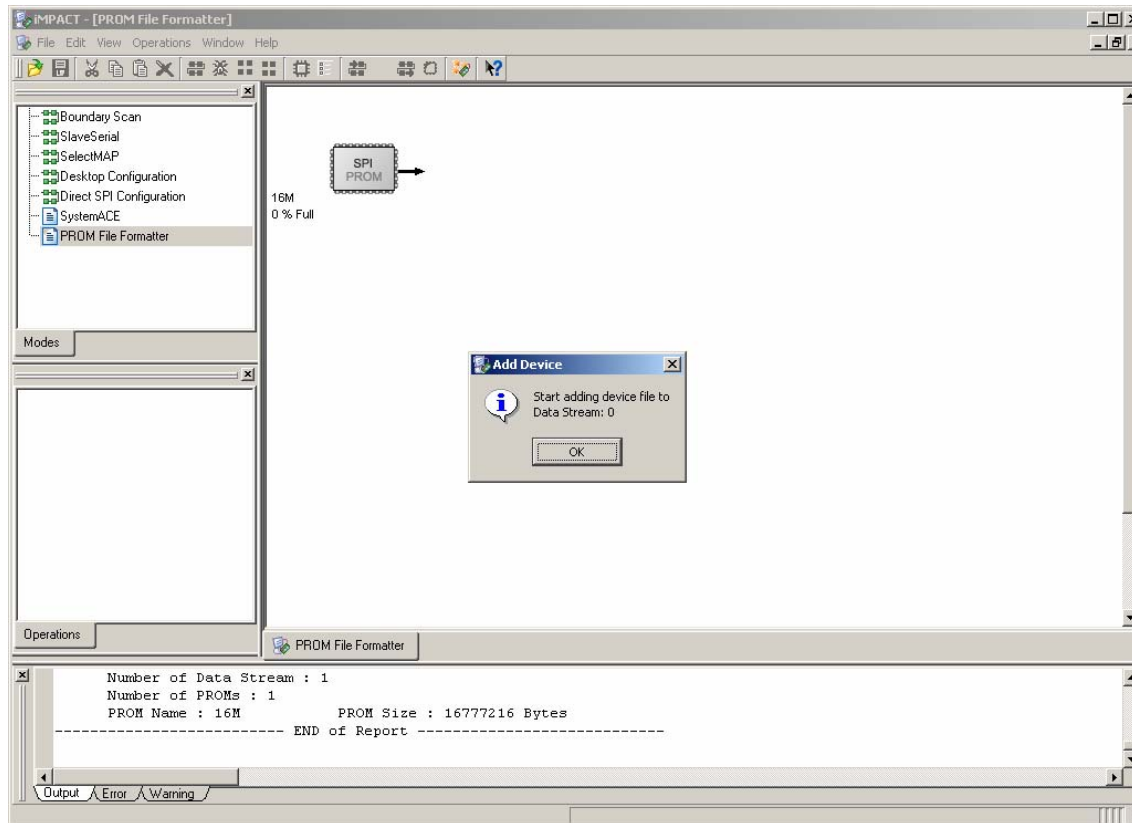 iMPACT - [PROM File Formatter]
File Edit View Operations Window Help
Boundary Scan
SlaveSerial
SelectMAP
Desktop Configuration
Direct SPI Configuration
SystemACE
PROM File Formatter
Modes
Operations
SPI
PROM
16M
0 % Full
Add Device
Start adding device file to
Data Stream: 0
OK
PROM File Formatter
Number of Data Stream : 1
Number of PROMs : 1
PROM Name : 16M PROM Size : 16777216 Bytes
-------------------------- END of Report ----------------------------
Output Error Warning